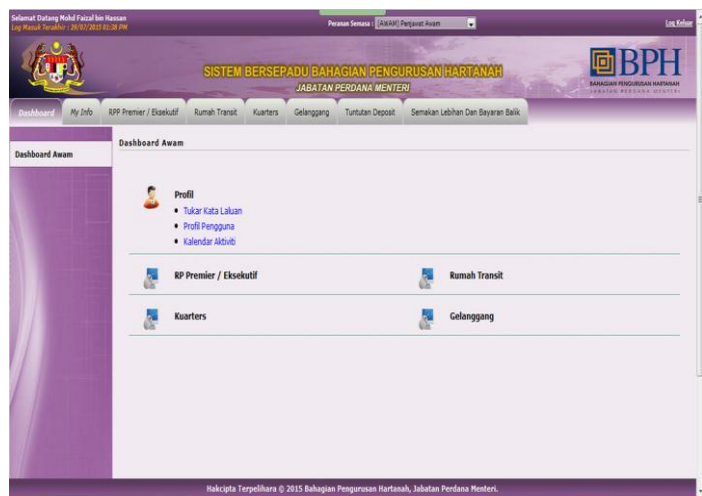 Selamat Datang Mohd Faizal bin Hassan
Log Masuk Terakhir : 28/07/2015 01:28 PM
Peranan Semasa : [AWAM] Penjawat Awam
Log Keluar
SISTEM BERSEPADU BAHAGIAN PENGURUSAN HARTANAH
JABATAN PERDANA MENTERI
BPH
BAHAGIAN PENGURUSAN HARTANAH
JABATAN PERDANA MENTERI
Dashboard
My Info
RPP Premier / Eksekutif
Rumah Transit
Kuarters
Gelanggang
Tuntutan Deposit
Semakan Lebihan Dan Bayaran Balik
Dashboard Awam
Dashboard Awam
Profil
Tukar Kata Laluan
Profil Pengguna
Kalendar Aktiviti
RP Premier / Eksekutif
Rumah Transit
Kuarters
Gelanggang
Hakcipta Terpelihara © 2015 Bahagian Pengurusan Hartanah, Jabatan Perdana Menteri.